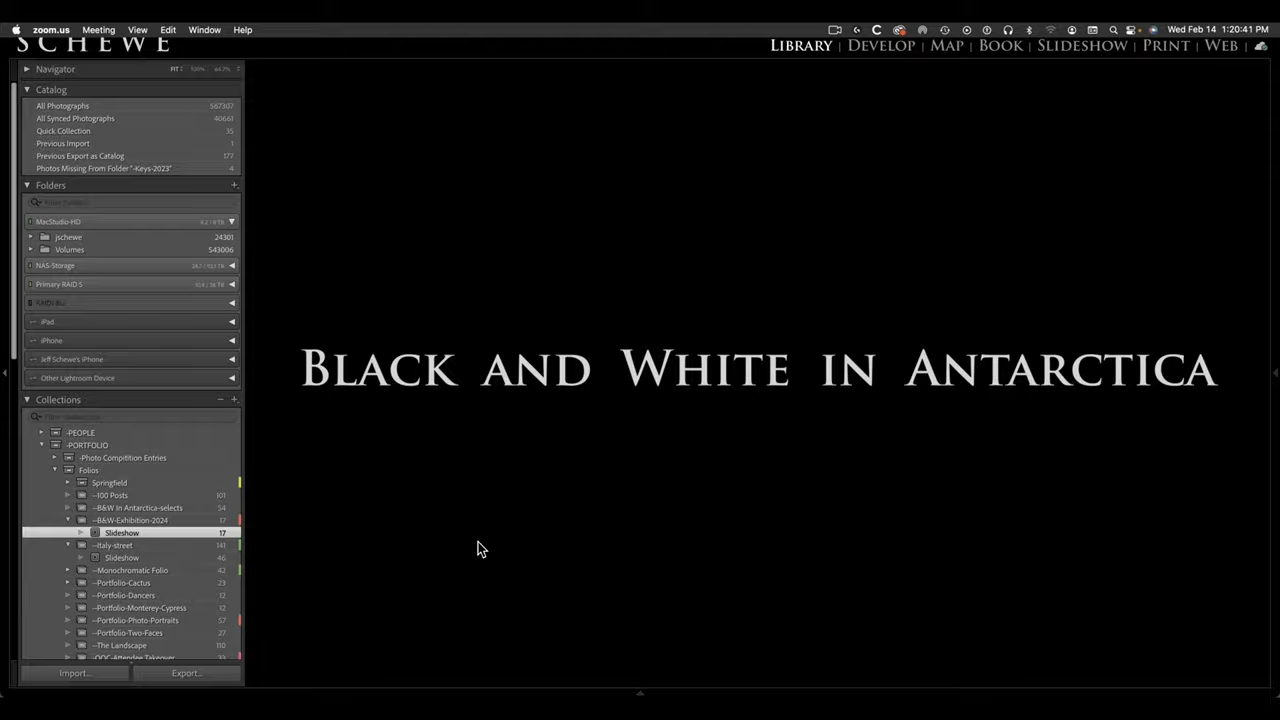 zoom.us Meeting View Edit Window Help Wed Feb 14 1:20:41 PM
SCHEWE LIBRARY | DEVELOP | MAP | BOOK | SLIDESHOW | PRINT | WEB
Navigator FIT 100%
Catalog
All Photographs 567307
All Synced Photographs 40661
Quick Collection 35
Previous Import 1
Previous Export as Catalog 177
Photos Missing From Folder "-Keys-2023" 4
Folders
MacStudio-HD
jschewe 24301
Volumes 543006
NAS-Storage
Primary RAID 5
iPad
iPhone
Jeff Schewe's iPhone
Other Lightroom Device
BLACK AND WHITE IN ANTARCTICA
Collections
-PEOPLE
-PORTFOLIO
-Photo Compitition Entries
Folios
Springfield
--100 Posts 101
--B&W In Antarctica-selects 54
--B&W-Exhibition-2024 17
Slideshow 17
--Italy-street 141
Slideshow 46
--Monochromatic Folio 42
--Portfolio-Cactus 23
--Portfolio-Dancers 12
--Portfolio-Monterey-Cypress 12
--Portfolio-Photo-Portraits 57
--Portfolio-Two-Faces 27
--The Landscape 110
Import... Export...